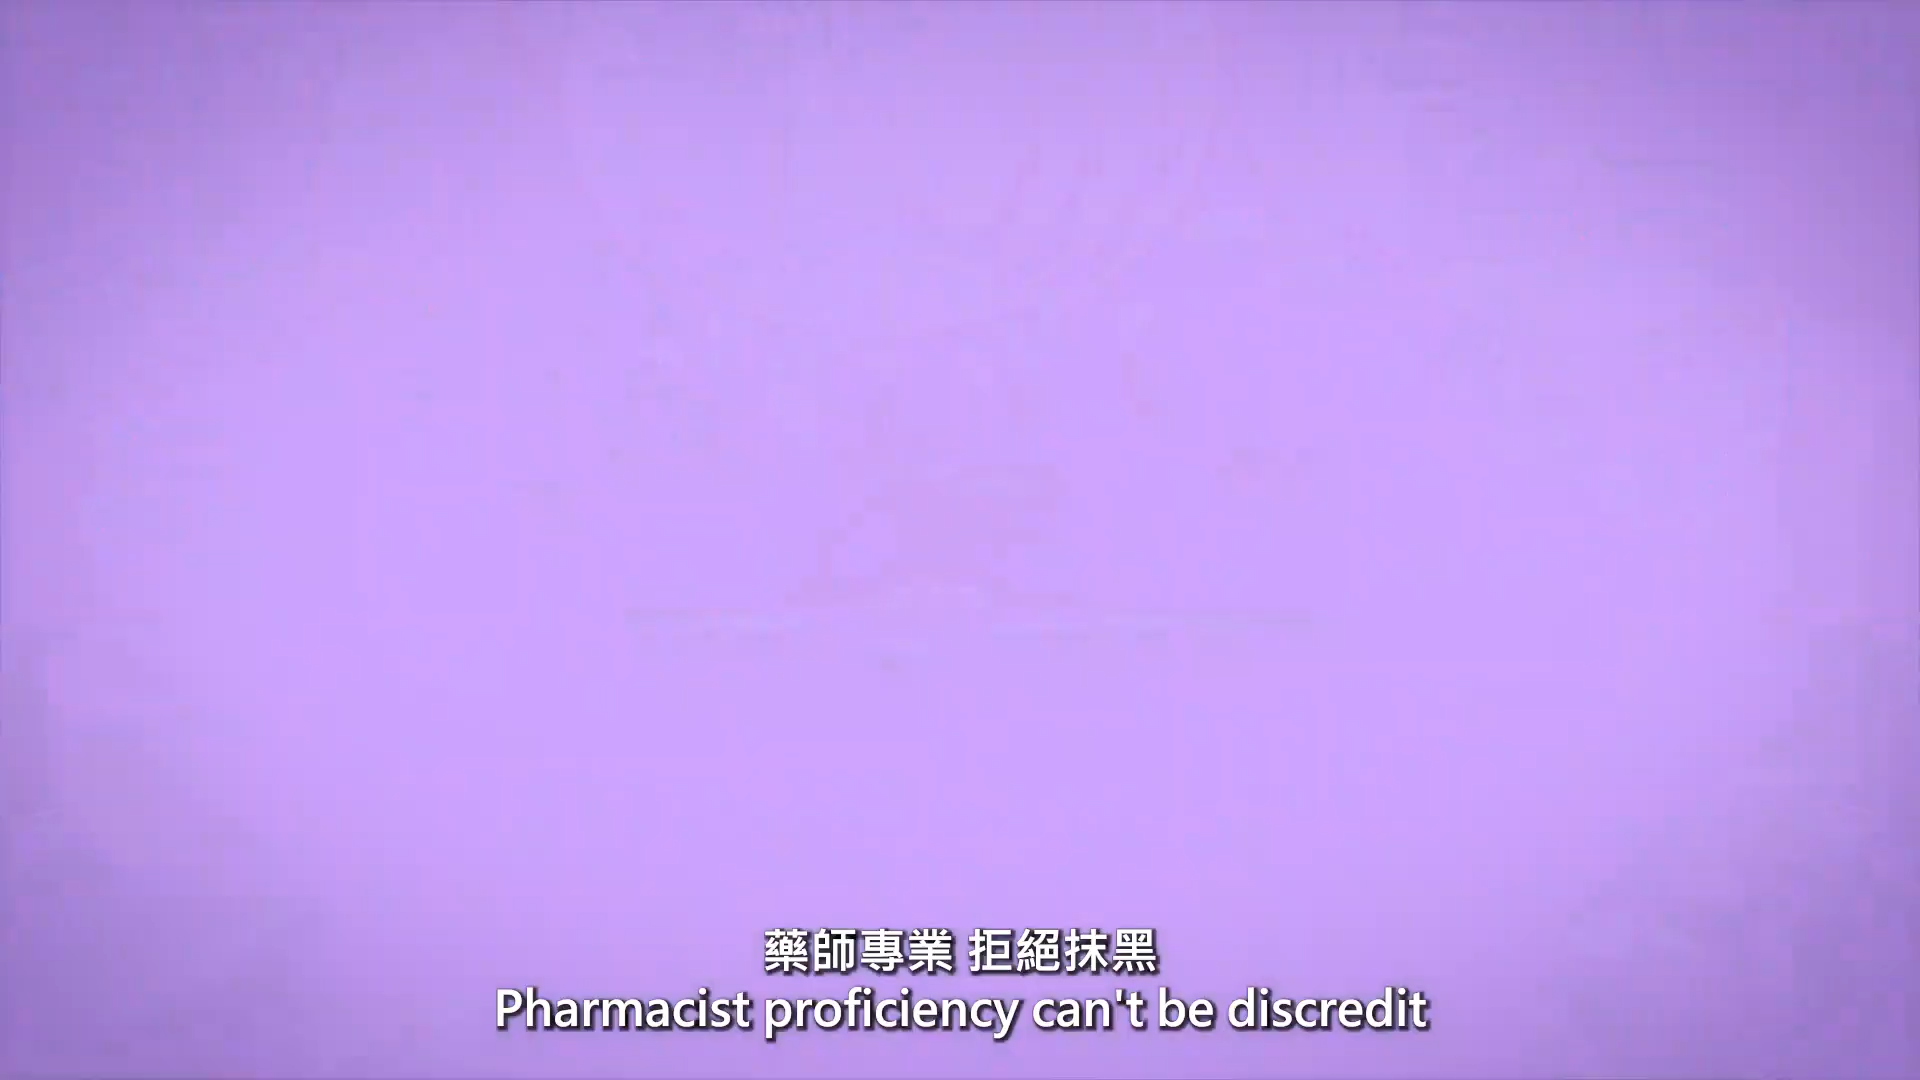 藥師專業 拒絕抹黑
Pharmacist proficiency can't be discredit